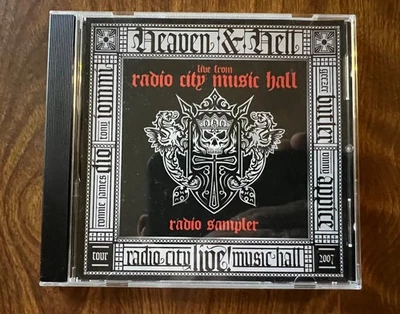 Heaven & Hell
live from
radio city music hall
tony iommi
ronnie james dio
geezer butler
vinny appice
radio sampler
tour
radio city live! music hall
2007